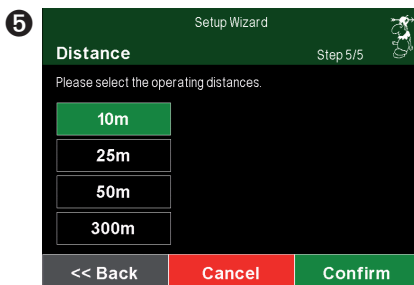 ❺
Setup Wizard
Distance Step 5/5
Please select the operating distances.
10m
25m
50m
300m
<< Back Cancel Confirm